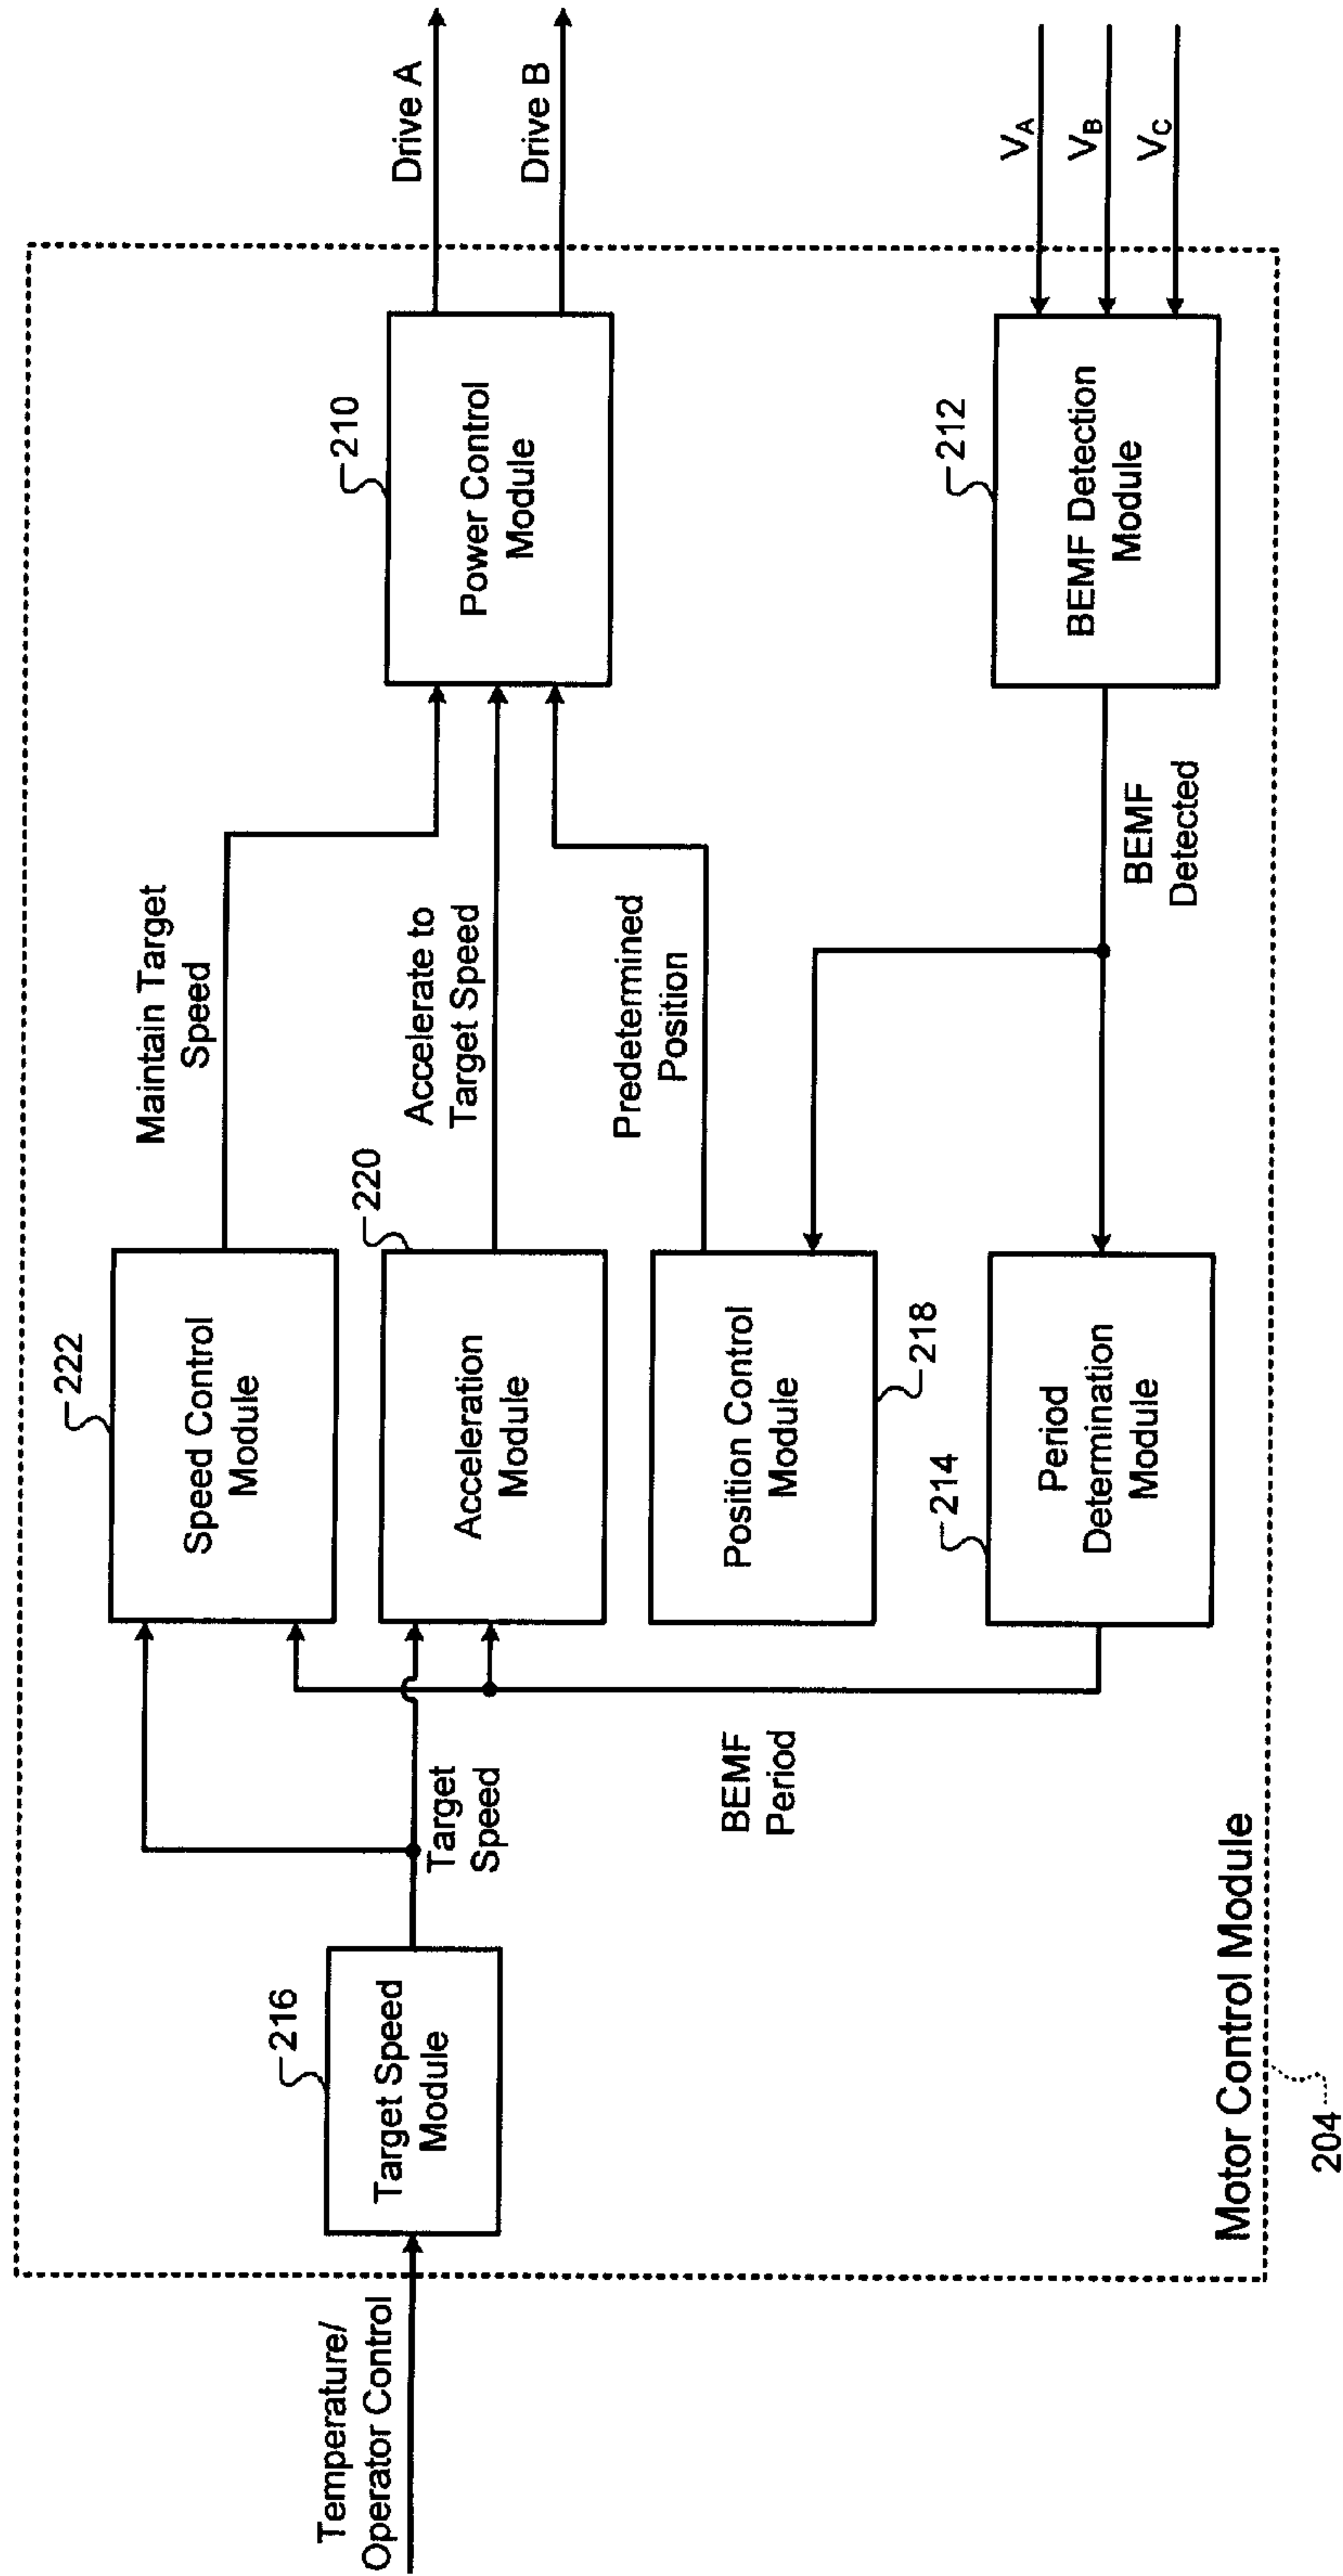 Temperature/
Operator Control
216
Target Speed
Module
Target
Speed
222
Speed Control
Module
220
Acceleration
Module
Position Control
Module
218
214
Period
Determination
Module
BEMF
Period
Maintain Target
Speed
Accelerate to
Target Speed
Predetermined
Position
BEMF
Detected
210
Power Control
Module
212
BEMF Detection
Module
Drive A
Drive B
VA
VB
VC
Motor Control Module
204